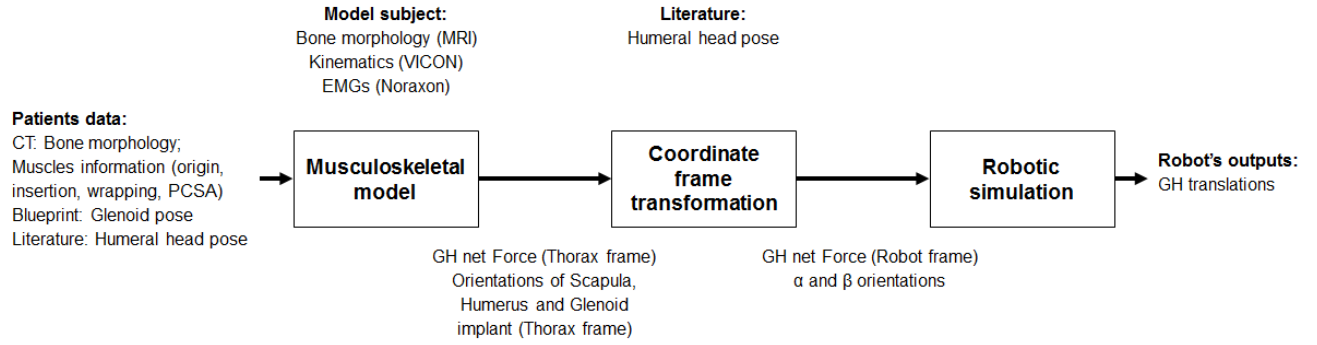 Model subject:
Bone morphology (MRI)
Kinematics (VICON)
EMGs (Noraxon)
Literature:
Humeral head pose
Patients data:
CT: Bone morphology;
Muscles information (origin,
insertion, wrapping, PCSA)
Blueprint: Glenoid pose
Literature: Humeral head pose
Musculoskeletal
model
Coordinate
frame
transformation
Robotic
simulation
Robot's outputs:
GH translations
GH net Force (Thorax frame)
Orientations of Scapula,
Humerus and Glenoid
implant (Thorax frame)
GH net Force (Robot frame)
α and β orientations